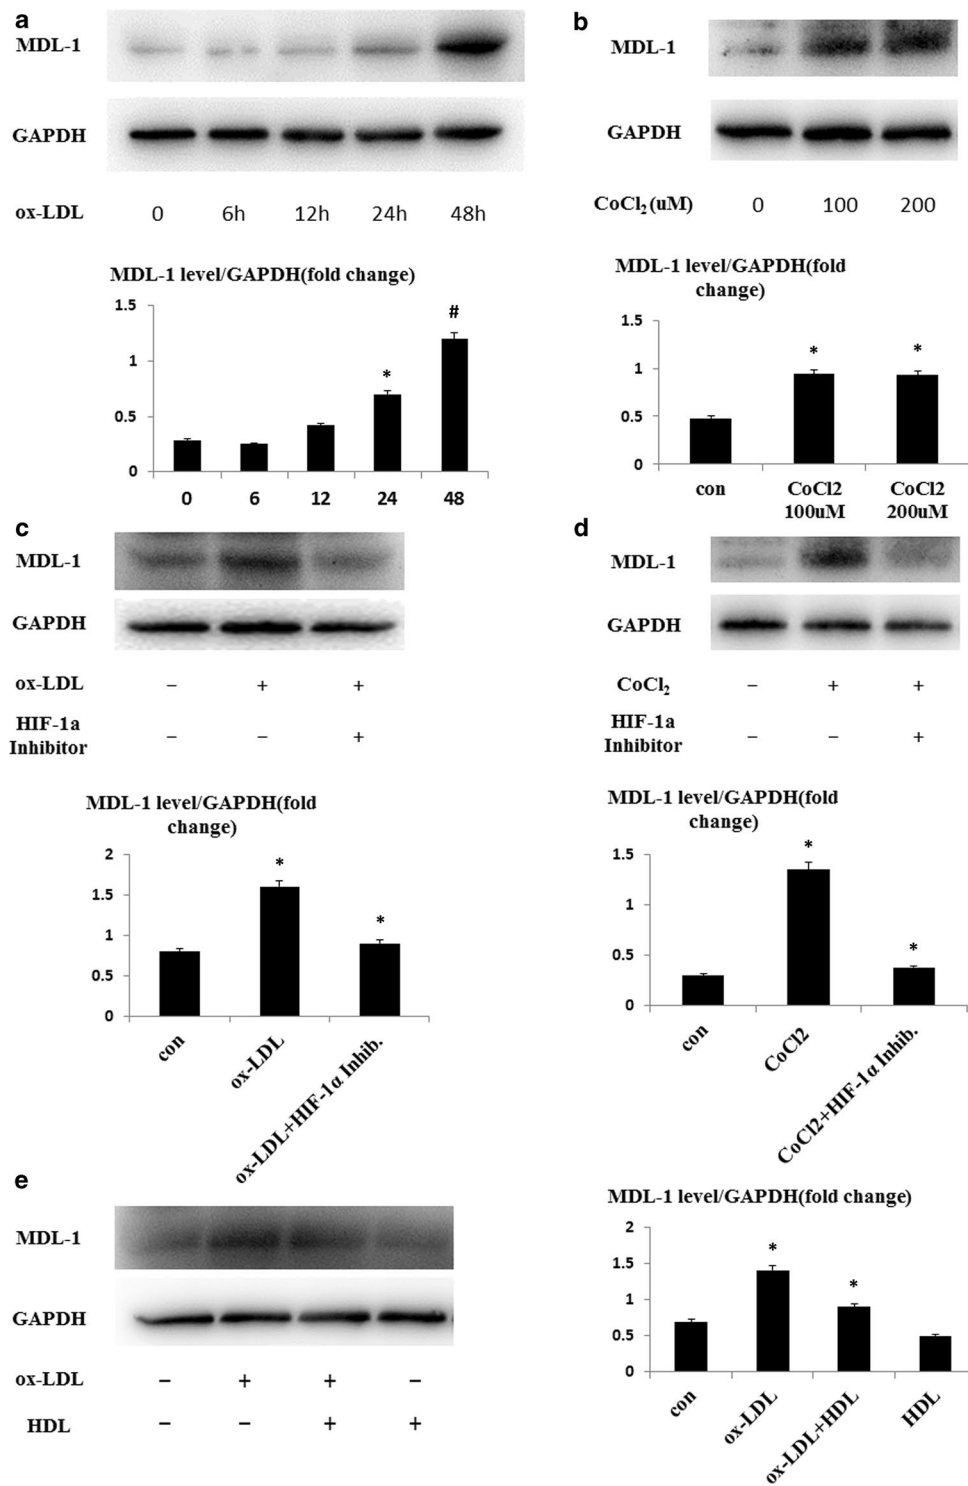 a
MDL-1
GAPDH
ox-LDL 0 6h 12h 24h 48h
MDL-1 level/GAPDH(fold change)
1.5
1
0.5
0
*
#
0 6 12 24 48
b
MDL-1
GAPDH
CoCl₂ (uM) 0 100 200
MDL-1 level/GAPDH(fold
change)
1.5
1
0.5
0
* *
con CoCl2 CoCl2
100uM 200uM
c
MDL-1
GAPDH
ox-LDL – + +
HIF-1a
Inhibitor – – +
MDL-1 level/GAPDH(fold
change)
2
1.5
1
0.5
0
*
*
con
ox-LDL
ox-LDL+HIF-1α Inhib.
d
MDL-1
GAPDH
CoCl₂ – + +
HIF-1a
Inhibitor – – +
MDL-1 level/GAPDH(fold
change)
1.5
1
0.5
0
*
*
con
CoCl2
CoCl2+HIF-1α Inhib.
e
MDL-1
GAPDH
ox-LDL – + + –
HDL – – + +
MDL-1 level/GAPDH(fold change)
2
1.5
1
0.5
0
*
*
con
ox-LDL
ox-LDL+HDL
HDL